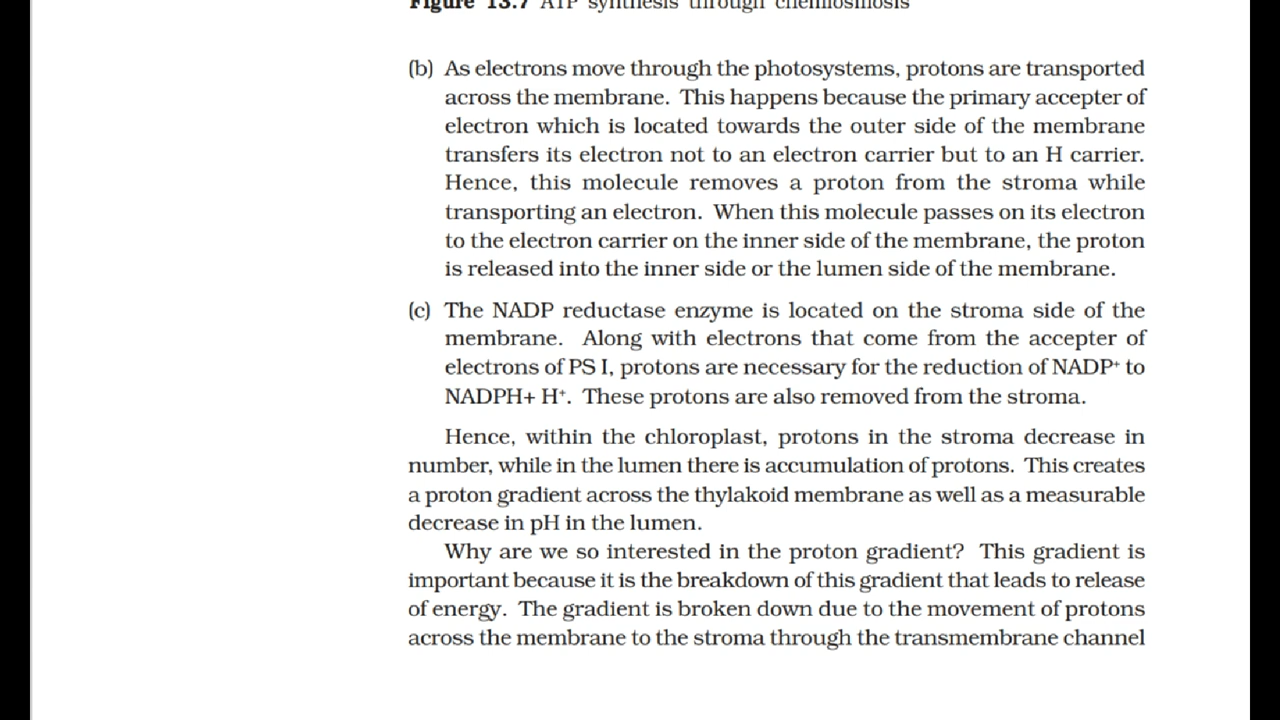 Figure 13.7 ATP synthesis through chemiosmosis
(b) As electrons move through the photosystems, protons are transported
across the membrane. This happens because the primary accepter of
electron which is located towards the outer side of the membrane
transfers its electron not to an electron carrier but to an H carrier.
Hence, this molecule removes a proton from the stroma while
transporting an electron. When this molecule passes on its electron
to the electron carrier on the inner side of the membrane, the proton
is released into the inner side or the lumen side of the membrane.
(c) The NADP reductase enzyme is located on the stroma side of the
membrane. Along with electrons that come from the accepter of
electrons of PS I, protons are necessary for the reduction of NADP⁺ to
NADPH+ H⁺. These protons are also removed from the stroma.
Hence, within the chloroplast, protons in the stroma decrease in
number, while in the lumen there is accumulation of protons. This creates
a proton gradient across the thylakoid membrane as well as a measurable
decrease in pH in the lumen.
Why are we so interested in the proton gradient? This gradient is
important because it is the breakdown of this gradient that leads to release
of energy. The gradient is broken down due to the movement of protons
across the membrane to the stroma through the transmembrane channel